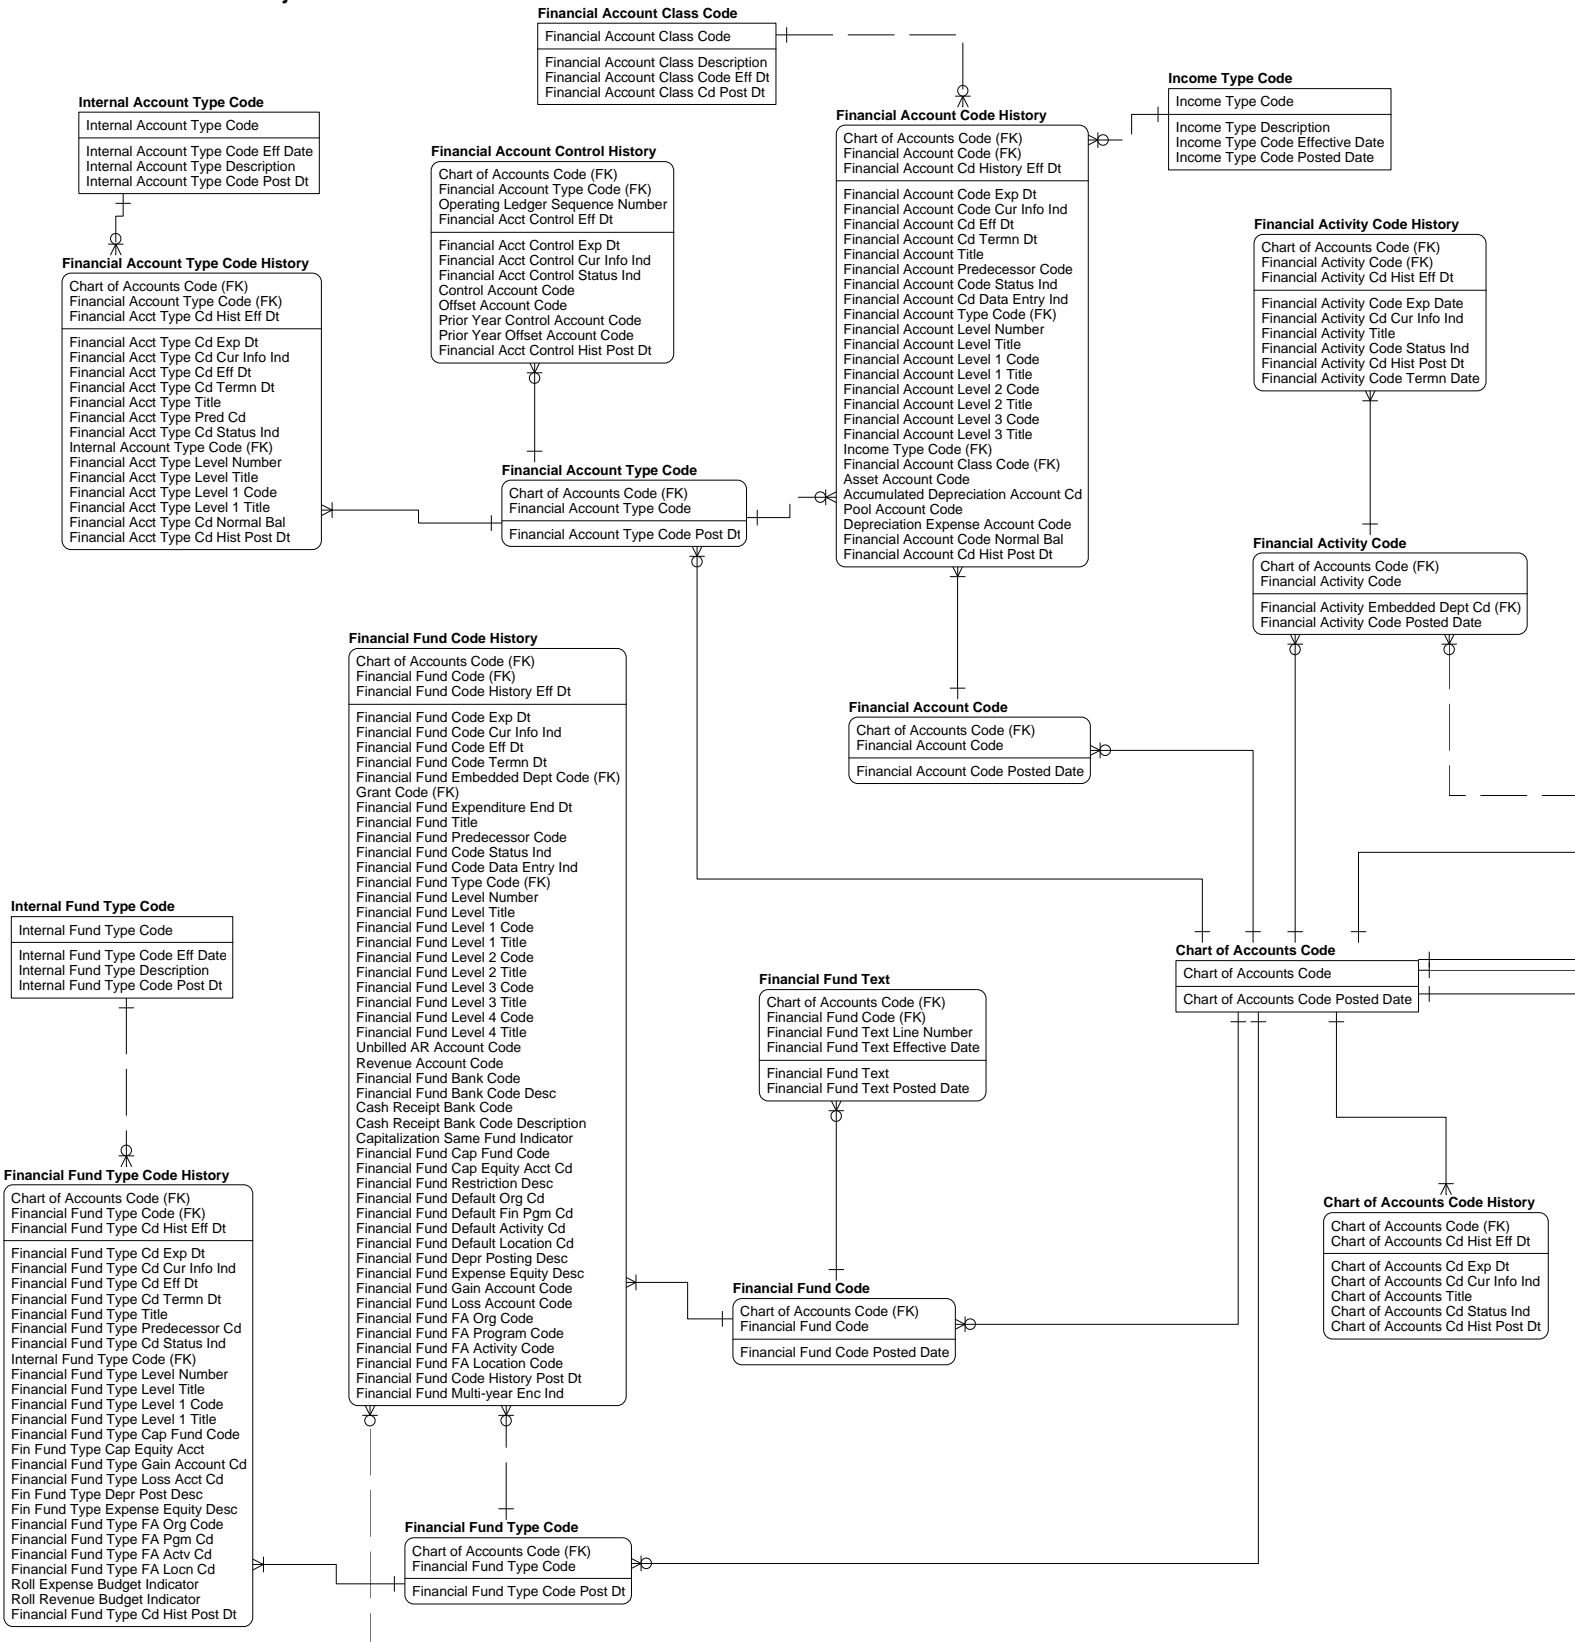 Financial Account Class Code
Financial Account Class Code
Financial Account Class Description
Financial Account Class Code Eff Dt
Financial Account Class Cd Post Dt
Income Type Code
Income Type Code
Income Type Description
Income Type Code Effective Date
Income Type Code Posted Date
Internal Account Type Code
Internal Account Type Code
Internal Account Type Code Eff Date
Internal Account Type Description
Internal Account Type Code Post Dt
Financial Account Control History
Chart of Accounts Code (FK)
Financial Account Type Code (FK)
Operating Ledger Sequence Number
Financial Acct Control Eff Dt
Financial Acct Control Exp Dt
Financial Acct Control Cur Info Ind
Financial Acct Control Status Ind
Control Account Code
Offset Account Code
Prior Year Control Account Code
Prior Year Offset Account Code
Financial Acct Control Hist Post Dt
Financial Account Code History
Chart of Accounts Code (FK)
Financial Account Code (FK)
Financial Account Cd History Eff Dt
Financial Account Code Exp Dt
Financial Account Code Cur Info Ind
Financial Account Cd Eff Dt
Financial Account Cd Termn Dt
Financial Account Title
Financial Account Predecessor Code
Financial Account Code Status Ind
Financial Account Cd Data Entry Ind
Financial Account Type Code (FK)
Financial Account Level Number
Financial Account Level Title
Financial Account Level 1 Code
Financial Account Level 1 Title
Financial Account Level 2 Code
Financial Account Level 2 Title
Financial Account Level 3 Code
Financial Account Level 3 Title
Income Type Code (FK)
Financial Account Class Code (FK)
Asset Account Code
Accumulated Depreciation Account Cd
Pool Account Code
Depreciation Expense Account Code
Financial Account Code Normal Bal
Financial Account Cd Hist Post Dt
Financial Activity Code History
Chart of Accounts Code (FK)
Financial Activity Code (FK)
Financial Activity Cd Hist Eff Dt
Financial Activity Code Exp Date
Financial Activity Cd Cur Info Ind
Financial Activity Title
Financial Activity Code Status Ind
Financial Activity Cd Hist Post Dt
Financial Activity Code Termn Date
Financial Account Type Code History
Chart of Accounts Code (FK)
Financial Account Type Code (FK)
Financial Acct Type Cd Hist Eff Dt
Financial Acct Type Cd Exp Dt
Financial Acct Type Cd Cur Info Ind
Financial Acct Type Cd Eff Dt
Financial Acct Type Cd Termn Dt
Financial Acct Type Title
Financial Acct Type Pred Cd
Financial Acct Type Cd Status Ind
Internal Account Type Code (FK)
Financial Acct Type Level Number
Financial Acct Type Level Title
Financial Acct Type Level 1 Code
Financial Acct Type Level 1 Title
Financial Acct Type Cd Normal Bal
Financial Acct Type Cd Hist Post Dt
Financial Account Type Code
Chart of Accounts Code (FK)
Financial Account Type Code
Financial Account Type Code Post Dt
Financial Activity Code
Chart of Accounts Code (FK)
Financial Activity Code
Financial Activity Embedded Dept Cd (FK)
Financial Activity Code Posted Date
Financial Fund Code History
Chart of Accounts Code (FK)
Financial Fund Code (FK)
Financial Fund Code History Eff Dt
Financial Fund Code Exp Dt
Financial Fund Code Cur Info Ind
Financial Fund Code Eff Dt
Financial Fund Code Termn Dt
Financial Fund Embedded Dept Code (FK)
Grant Code (FK)
Financial Fund Expenditure End Dt
Financial Fund Title
Financial Fund Predecessor Code
Financial Fund Code Status Ind
Financial Fund Code Data Entry Ind
Financial Fund Type Code (FK)
Financial Fund Level Number
Financial Fund Level Title
Financial Fund Level 1 Code
Financial Fund Level 1 Title
Financial Fund Level 2 Code
Financial Fund Level 2 Title
Financial Fund Level 3 Code
Financial Fund Level 3 Title
Financial Fund Level 4 Code
Financial Fund Level 4 Title
Unbilled AR Account Code
Revenue Account Code
Financial Fund Bank Code
Financial Fund Bank Code Desc
Cash Receipt Bank Code
Cash Receipt Bank Code Description
Capitalization Same Fund Indicator
Financial Fund Cap Fund Code
Financial Fund Cap Equity Acct Cd
Financial Fund Restriction Desc
Financial Fund Default Org Cd
Financial Fund Default Fin Pgm Cd
Financial Fund Default Activity Cd
Financial Fund Default Location Cd
Financial Fund Depr Posting Desc
Financial Fund Expense Equity Desc
Financial Fund Gain Account Code
Financial Fund Loss Account Code
Financial Fund FA Org Code
Financial Fund FA Program Code
Financial Fund FA Activity Code
Financial Fund FA Location Code
Financial Fund Code History Post Dt
Financial Fund Multi-year Enc Ind
Financial Account Code
Chart of Accounts Code (FK)
Financial Account Code
Financial Account Code Posted Date
Internal Fund Type Code
Internal Fund Type Code
Internal Fund Type Code Eff Date
Internal Fund Type Description
Internal Fund Type Code Post Dt
Chart of Accounts Code
Chart of Accounts Code
Chart of Accounts Code Posted Date
Financial Fund Text
Chart of Accounts Code (FK)
Financial Fund Code (FK)
Financial Fund Text Line Number
Financial Fund Text Effective Date
Financial Fund Text
Financial Fund Text Posted Date
Financial Fund Type Code History
Chart of Accounts Code (FK)
Financial Fund Type Code (FK)
Financial Fund Type Cd Hist Eff Dt
Financial Fund Type Cd Exp Dt
Financial Fund Type Cd Cur Info Ind
Financial Fund Type Cd Eff Dt
Financial Fund Type Cd Termn Dt
Financial Fund Type Title
Financial Fund Type Predecessor Cd
Financial Fund Type Cd Status Ind
Internal Fund Type Code (FK)
Financial Fund Type Level Number
Financial Fund Type Level Title
Financial Fund Type Level 1 Code
Financial Fund Type Level 1 Title
Financial Fund Type Cap Fund Code
Fin Fund Type Cap Equity Acct
Financial Fund Type Gain Account Cd
Financial Fund Type Loss Acct Cd
Fin Fund Type Depr Post Desc
Fin Fund Type Expense Equity Desc
Financial Fund Type FA Org Code
Financial Fund Type FA Pgm Cd
Financial Fund Type FA Actv Cd
Financial Fund Type FA Locn Cd
Roll Expense Budget Indicator
Roll Revenue Budget Indicator
Financial Fund Type Cd Hist Post Dt
Chart of Accounts Code History
Chart of Accounts Code (FK)
Chart of Accounts Cd Hist Eff Dt
Chart of Accounts Cd Exp Dt
Chart of Accounts Cd Cur Info Ind
Chart of Accounts Title
Chart of Accounts Cd Status Ind
Chart of Accounts Cd Hist Post Dt
Financial Fund Code
Chart of Accounts Code (FK)
Financial Fund Code
Financial Fund Code Posted Date
Financial Fund Type Code
Chart of Accounts Code (FK)
Financial Fund Type Code
Financial Fund Type Code Post Dt